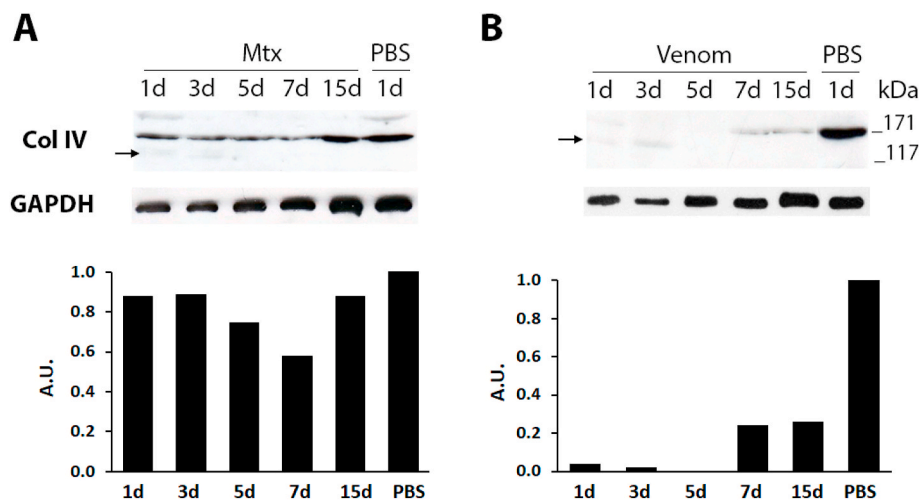 A
Mtx PBS
1d 3d 5d 7d 15d 1d
Col IV
GAPDH
1.0
0.8
0.6
0.4
0.2
0.0
A.U.
1d 3d 5d 7d 15d PBS
B
Venom PBS
1d 3d 5d 7d 15d 1d kDa
_171
_117
1.0
0.8
0.6
0.4
0.2
0.0
A.U.
1d 3d 5d 7d 15d PBS